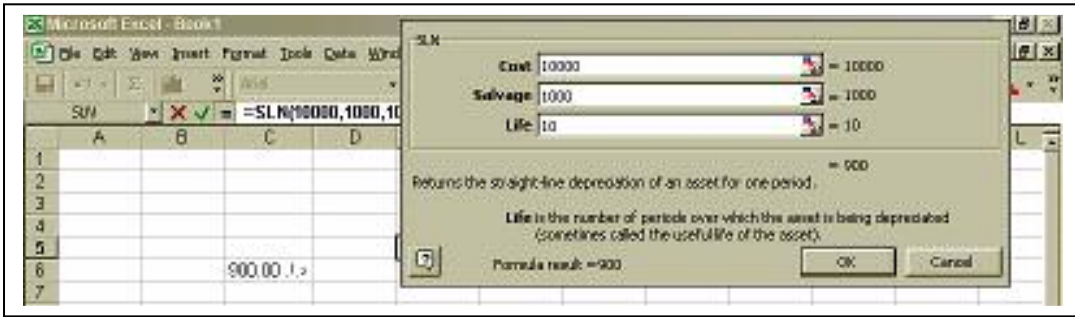 Microsoft Excel - Book1
File Edit View Insert Format Tools Data Wind
Arial
SLN = =SLN(10000,1000,10
A B C D L
1
2
3
4
5
6 900.00 د.إ.
7
SLN
Cost 10000 = 10000
Salvage 1000 = 1000
Life 10 = 10
= 900
Returns the straight-line depreciation of an asset for one period.
Life is the number of periods over which the asset is being depreciated
(sometimes called the useful life of the asset).
Formula result =900
OK Cancel